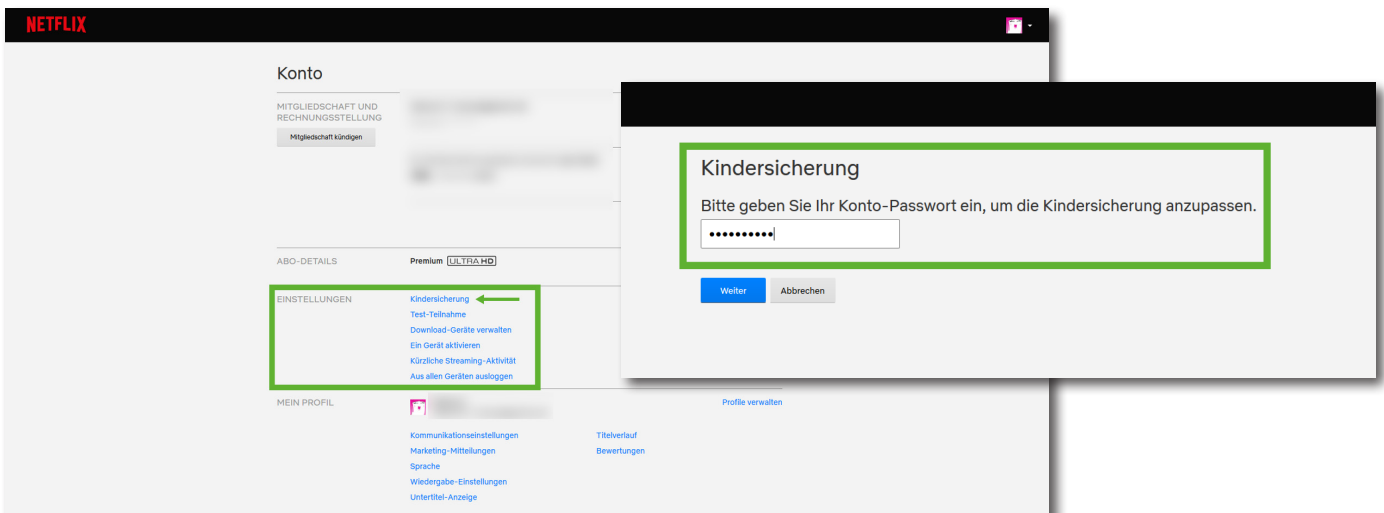 NETFLIX
Konto
MITGLIEDSCHAFT UND
RECHNUNGSSTELLUNG
Mitgliedschaft kündigen
ABO-DETAILS
Premium ULTRA HD
EINSTELLUNGEN
Kindersicherung
Test-Teilnahme
Download-Geräte verwalten
Ein Gerät aktivieren
Kürzliche Streaming-Aktivität
Aus allen Geräten ausloggen
MEIN PROFIL
Profile verwalten
Kommunikationseinstellungen
Titelverlauf
Marketing-Mitteilungen
Bewertungen
Sprache
Wiedergabe-Einstellungen
Untertitel-Anzeige
Kindersicherung
Bitte geben Sie Ihr Konto-Passwort ein, um die Kindersicherung anzupassen.
••••••••••
Weiter
Abbrechen